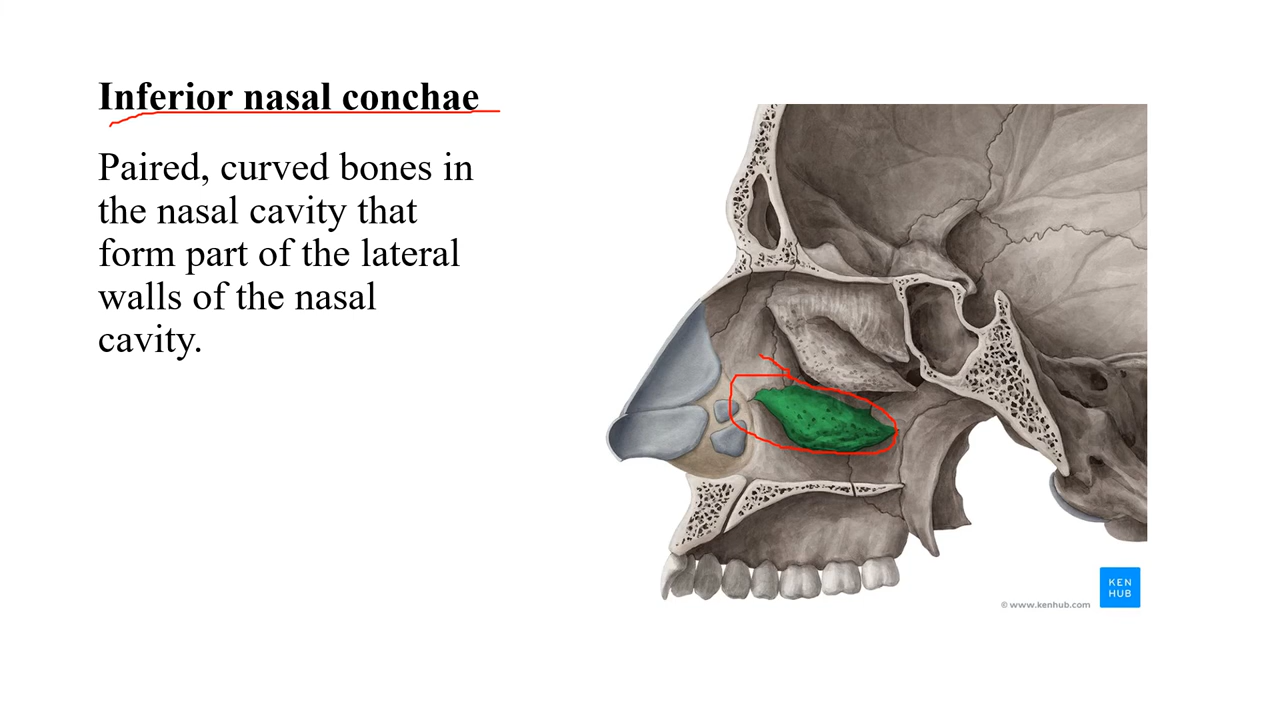 Inferior nasal conchae
Paired, curved bones in
the nasal cavity that
form part of the lateral
walls of the nasal
cavity.
KEN
HUB
© www.kenhub.com